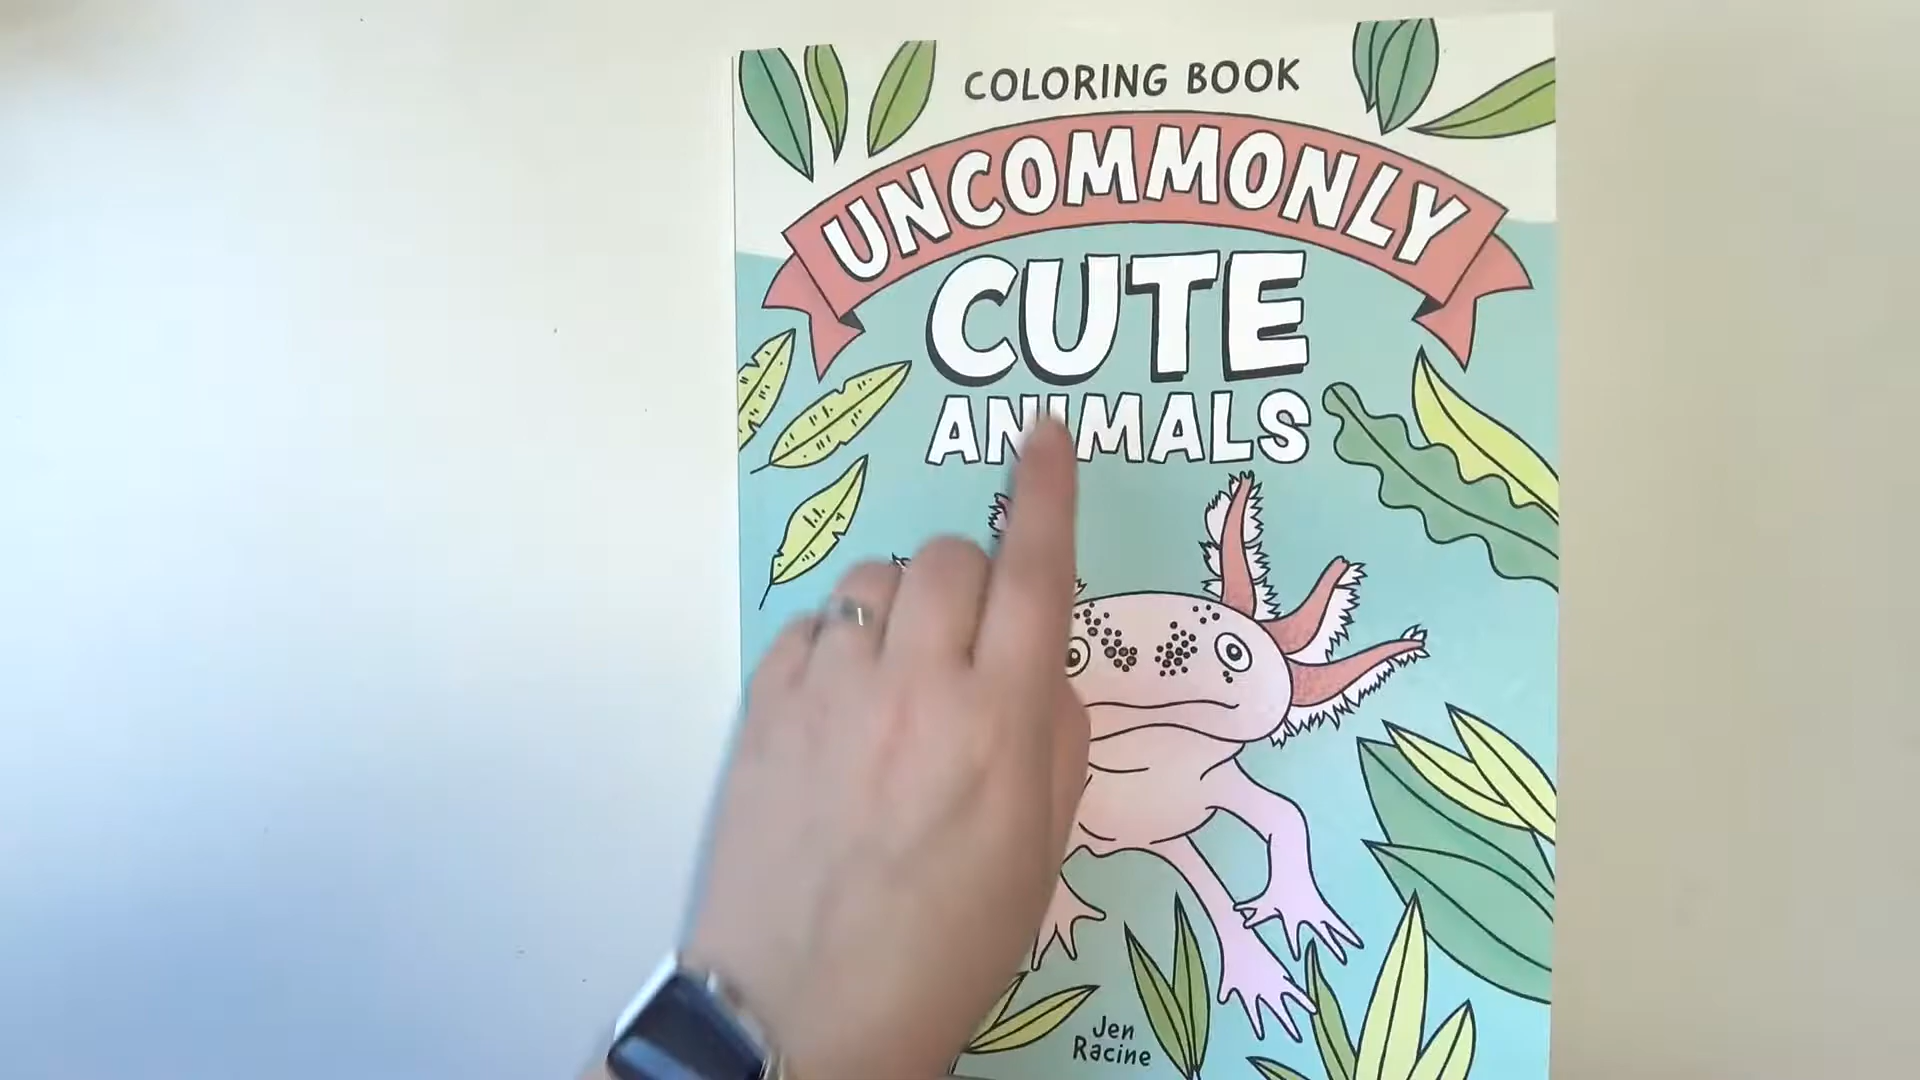 COLORING BOOK
UNCOMMONLY
CUTE
ANIMALS
Jen
Racine